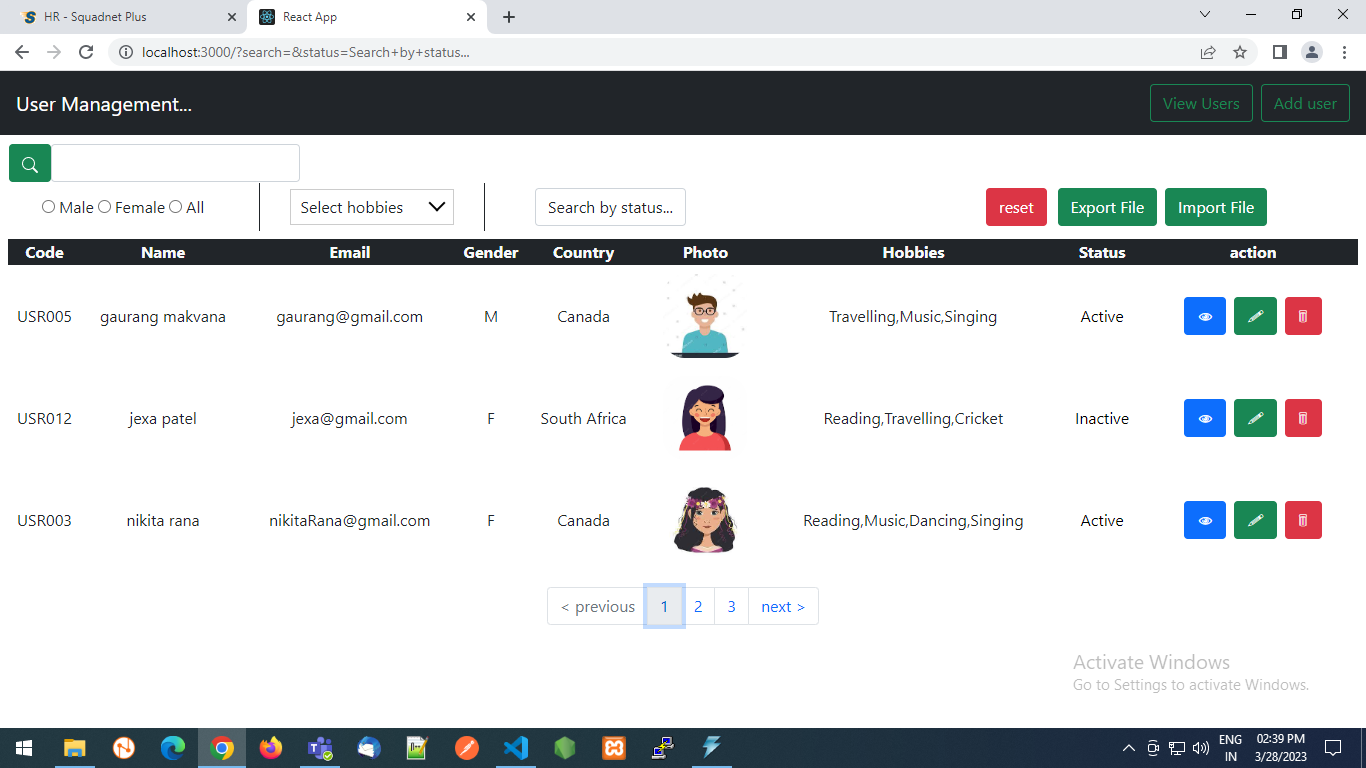 HR - Squadnet Plus React App
localhost:3000/?search=&status=Search+by+status...
User Management... View Users Add user
Male Female All Select hobbies Search by status... reset Export File Import File
Code Name Email Gender Country Photo Hobbies Status action
USR005 gaurang makvana gaurang@gmail.com M Canada Travelling,Music,Singing Active
USR012 jexa patel jexa@gmail.com F South Africa Reading,Travelling,Cricket Inactive
USR003 nikita rana nikitaRana@gmail.com F Canada Reading,Music,Dancing,Singing Active
< previous 1 2 3 next >
Activate Windows
Go to Settings to activate Windows.
ENG 02:39 PM
IN 3/28/2023